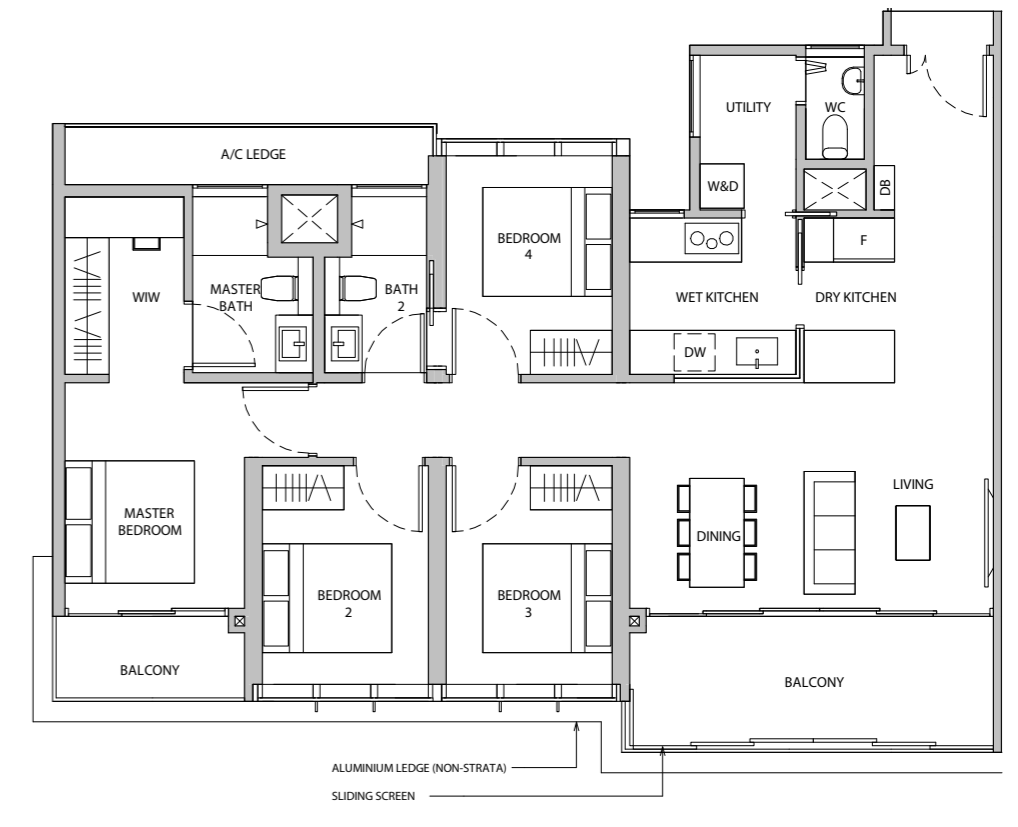 UTILITY
WC
A/C LEDGE
W&D
DB
BEDROOM
4
F
WIW
MASTER
BATH
BATH
2
WET KITCHEN
DRY KITCHEN
DW
LIVING
MASTER
BEDROOM
DINING
BEDROOM
2
BEDROOM
3
BALCONY
BALCONY
ALUMINIUM LEDGE (NON-STRATA)
SLIDING SCREEN